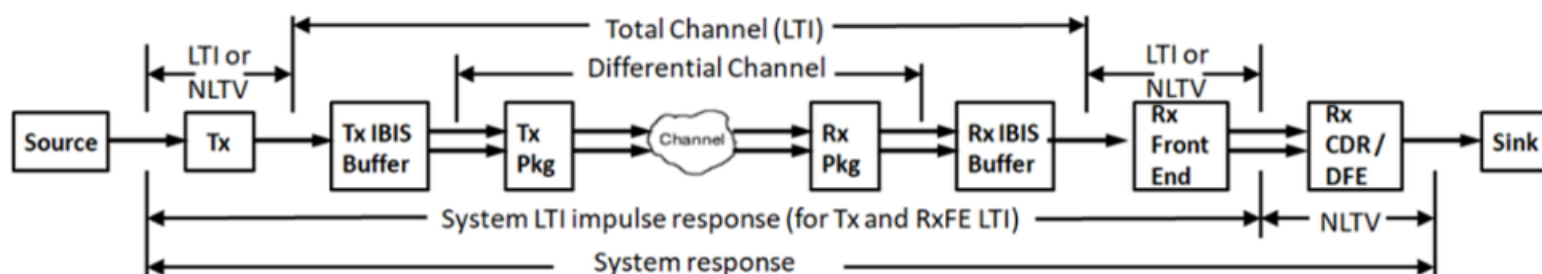 Total Channel (LTI)
LTI or
NLTV
Differential Channel
LTI or
NLTV
Source
Tx
Tx IBIS
Buffer
Tx
Pkg
Channel
Rx
Pkg
Rx IBIS
Buffer
Rx
Front
End
Rx
CDR /
DFE
Sink
System LTI impulse response (for Tx and RxFE LTI)
NLTV
System response